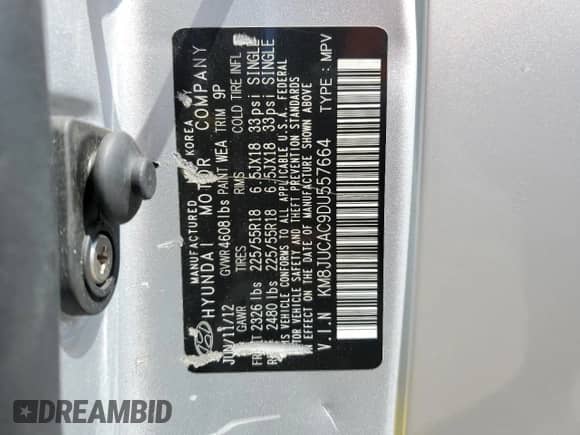 MANUFACTURED KOREA
HYUNDAI MOTOR COMPANY
JUN/11/12 GVWR 4608 lbs PAINT WEA TRIM 9P
GAWR TIRES RIMS COLD TIRE INFL
2326 lbs 225/55R18 6.5JX18 33psi SINGLE
2480 lbs 225/55R18 6.5JX18 33psi SINGLE
THIS VEHICLE CONFORMS TO ALL APPLICABLE U.S.A. FEDERAL
MOTOR VEHICLE SAFETY AND THEFT PREVENTION STANDARDS
IN EFFECT ON THE DATE OF MANUFACTURE SHOWN ABOVE
V.I.N KM8JUCAC9DU557664 TYPE : MPV
DREAMBID